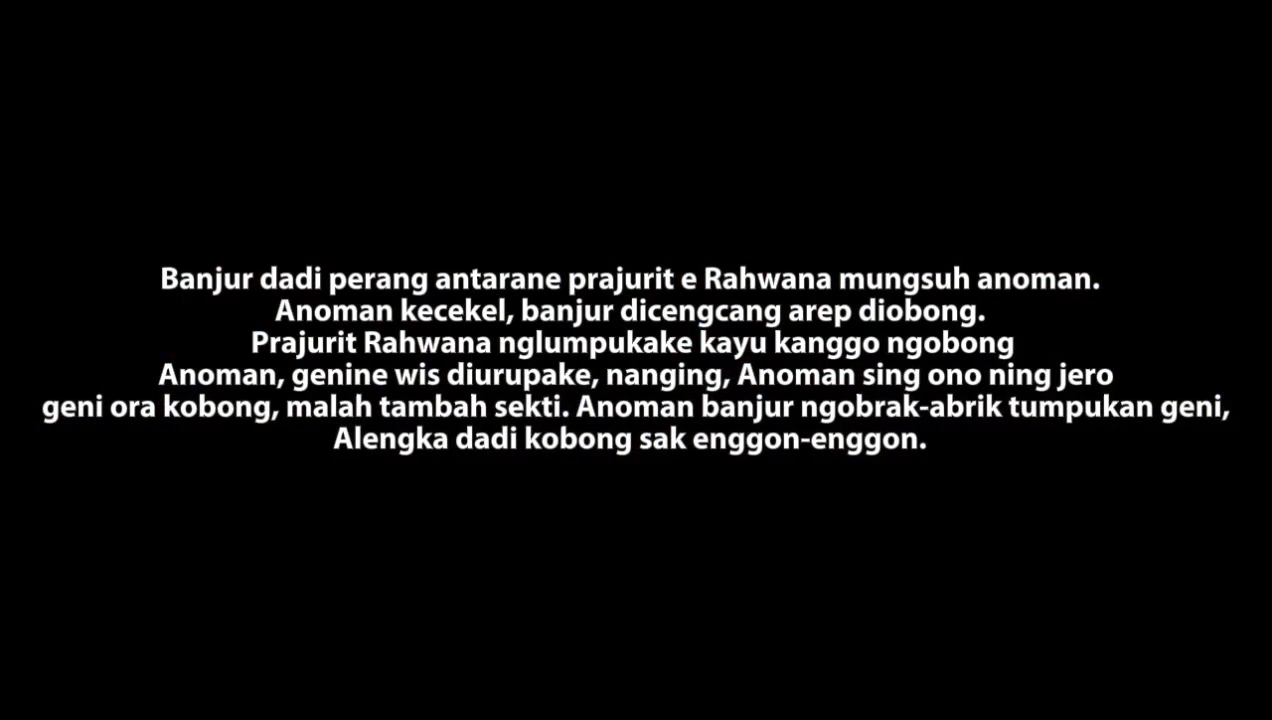 Banjur dadi perang antarane prajurit e Rahwana mungsuh anoman.
Anoman kecekel, banjur dicengcang arep diobong.
Prajurit Rahwana nglumpukake kayu kanggo ngobong
Anoman, genine wis diurupake, nanging, Anoman sing ono ning jero
geni ora kobong, malah tambah sekti. Anoman banjur ngobrak-abrik tumpukan geni,
Alengka dadi kobong sak enggon-enggon.